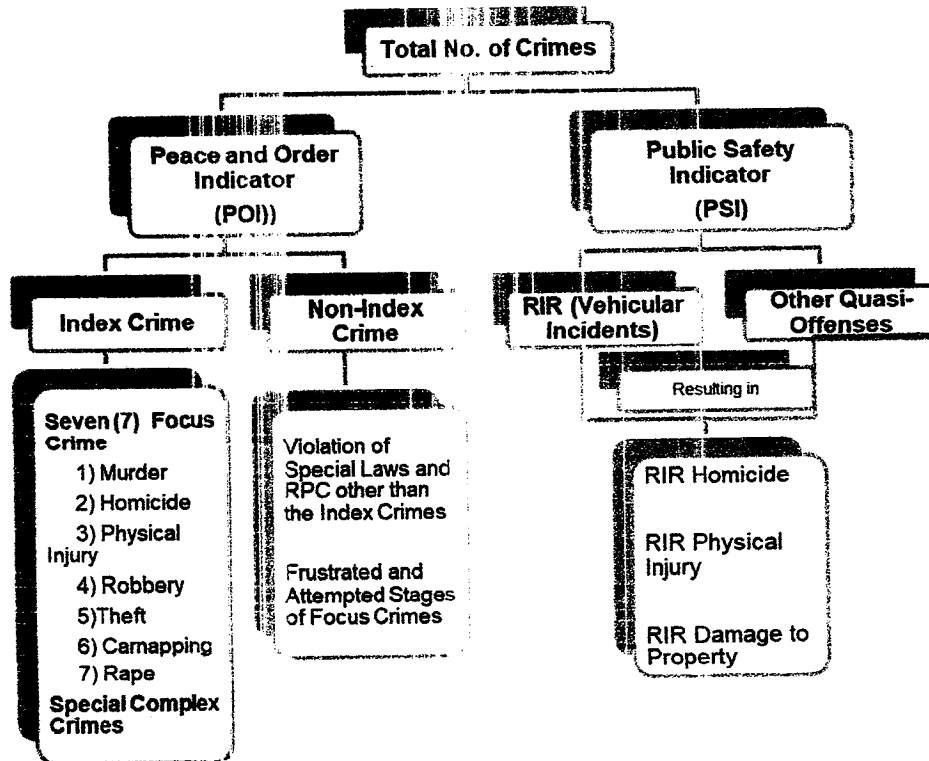 Total No. of Crimes
Peace and Order
Indicator
(POI))
Public Safety
Indicator
(PSI)
Index Crime
Non-Index
Crime
RIR (Vehicular
Incidents)
Other Quasi-
Offenses
Resulting in
Seven (7) Focus
Crime
1) Murder
2) Homicide
3) Physical
Injury
4) Robbery
5)Theft
6) Carnapping
7) Rape
Special Complex
Crimes
Violation of
Special Laws and
RPC other than
the Index Crimes
Frustrated and
Attempted Stages
of Focus Crimes
RIR Homicide
RIR Physical
Injury
RIR Damage to
Property